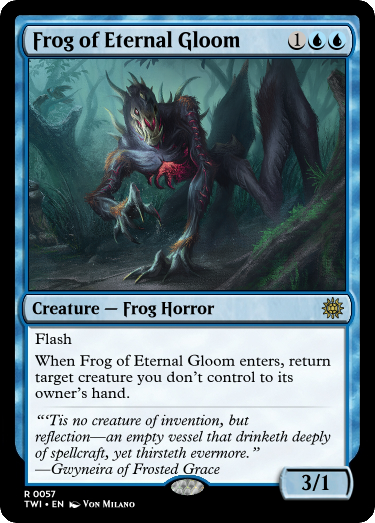 Frog of Eternal Gloom 1
Creature — Frog Horror
Flash
When Frog of Eternal Gloom enters, return
target creature you don't control to its
owner's hand.
“‘Tis no creature of invention, but
reflection—an empty vessel that drinketh deeply
of spellcraft, yet thirsteth evermore.”
—Gwyneira of Frosted Grace
3/1
R 0057
TWI • EN Von Milano